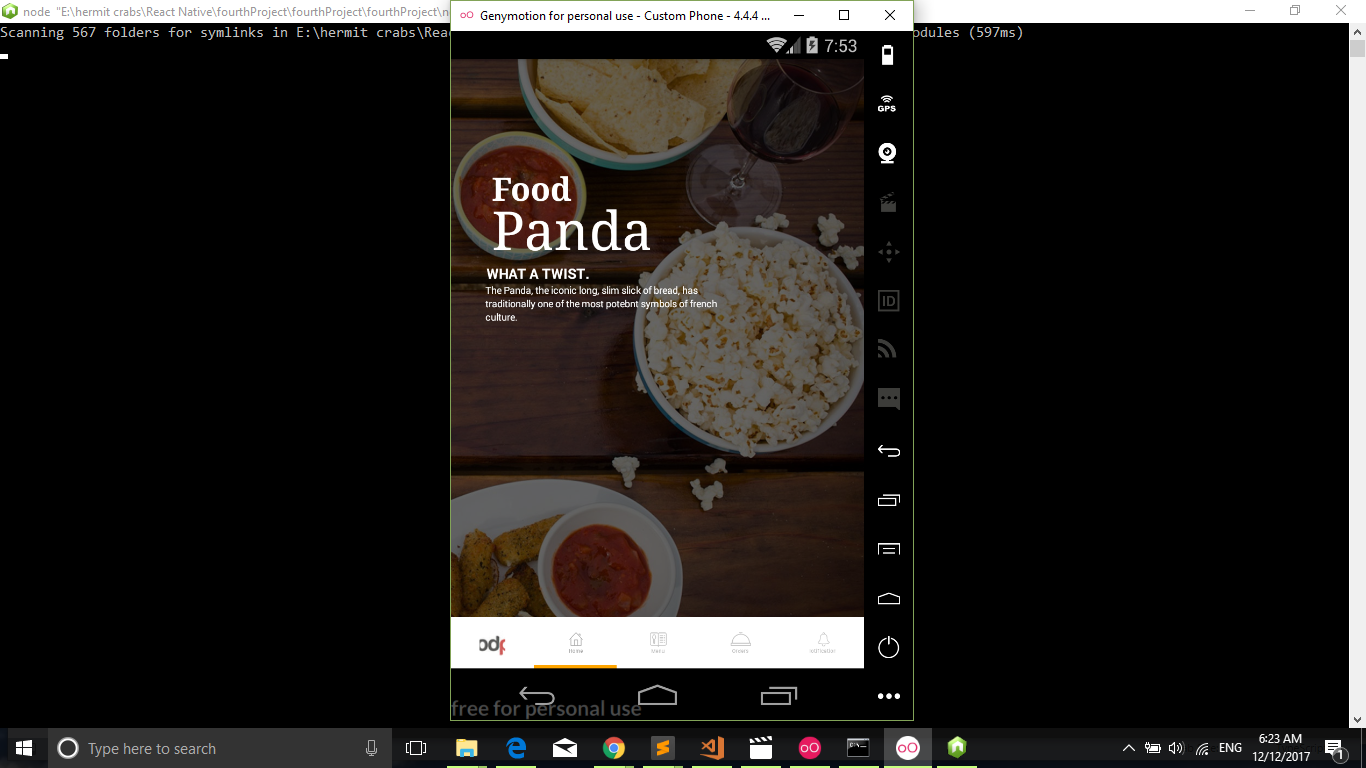 node "E:\hermit crabs\React Native\fourthProject\fourthProject\fourthProject\n
Genymotion for personal use - Custom Phone - 4.4.4 ...
Scanning 567 folders for symlinks in E:\hermit crabs\Reac
odules (597ms)
7:53
GPS
Food
Panda
WHAT A TWIST.
The Panda, the iconic long, slim slick of bread, has
traditionally one of the most potebnt symbols of french
culture.
ID
Home
Menu
Orders
Notification
free for personal use
Type here to search
ENG
6:23 AM
12/12/2017
1